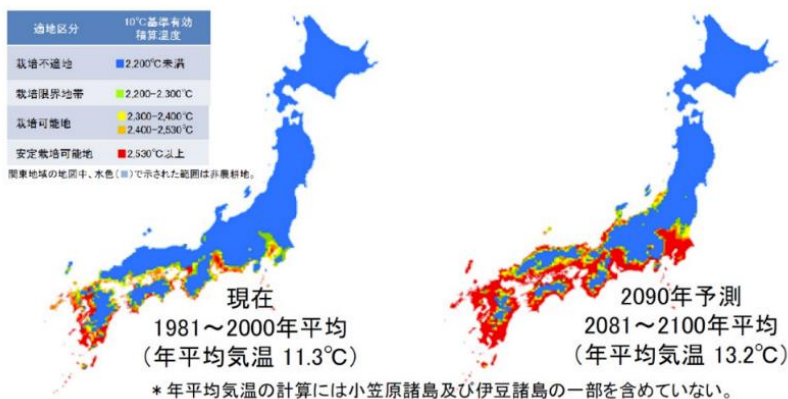 適地区分
10℃基準有効
積算温度
栽培不適地
■2,200℃未満
栽培限界地帯
■2,200-2,300℃
栽培可能地
■2,300-2,400℃
■2,400-2,530℃
安定栽培可能地
■2,530℃以上
関東地域の地図中、水色(■)で示された範囲は非農耕地。
現在
1981~2000年平均
(年平均気温 11.3℃)
2090年予測
2081~2100年平均
(年平均気温 13.2℃)
*年平均気温の計算には小笠原諸島及び伊豆諸島の一部を含めていない。